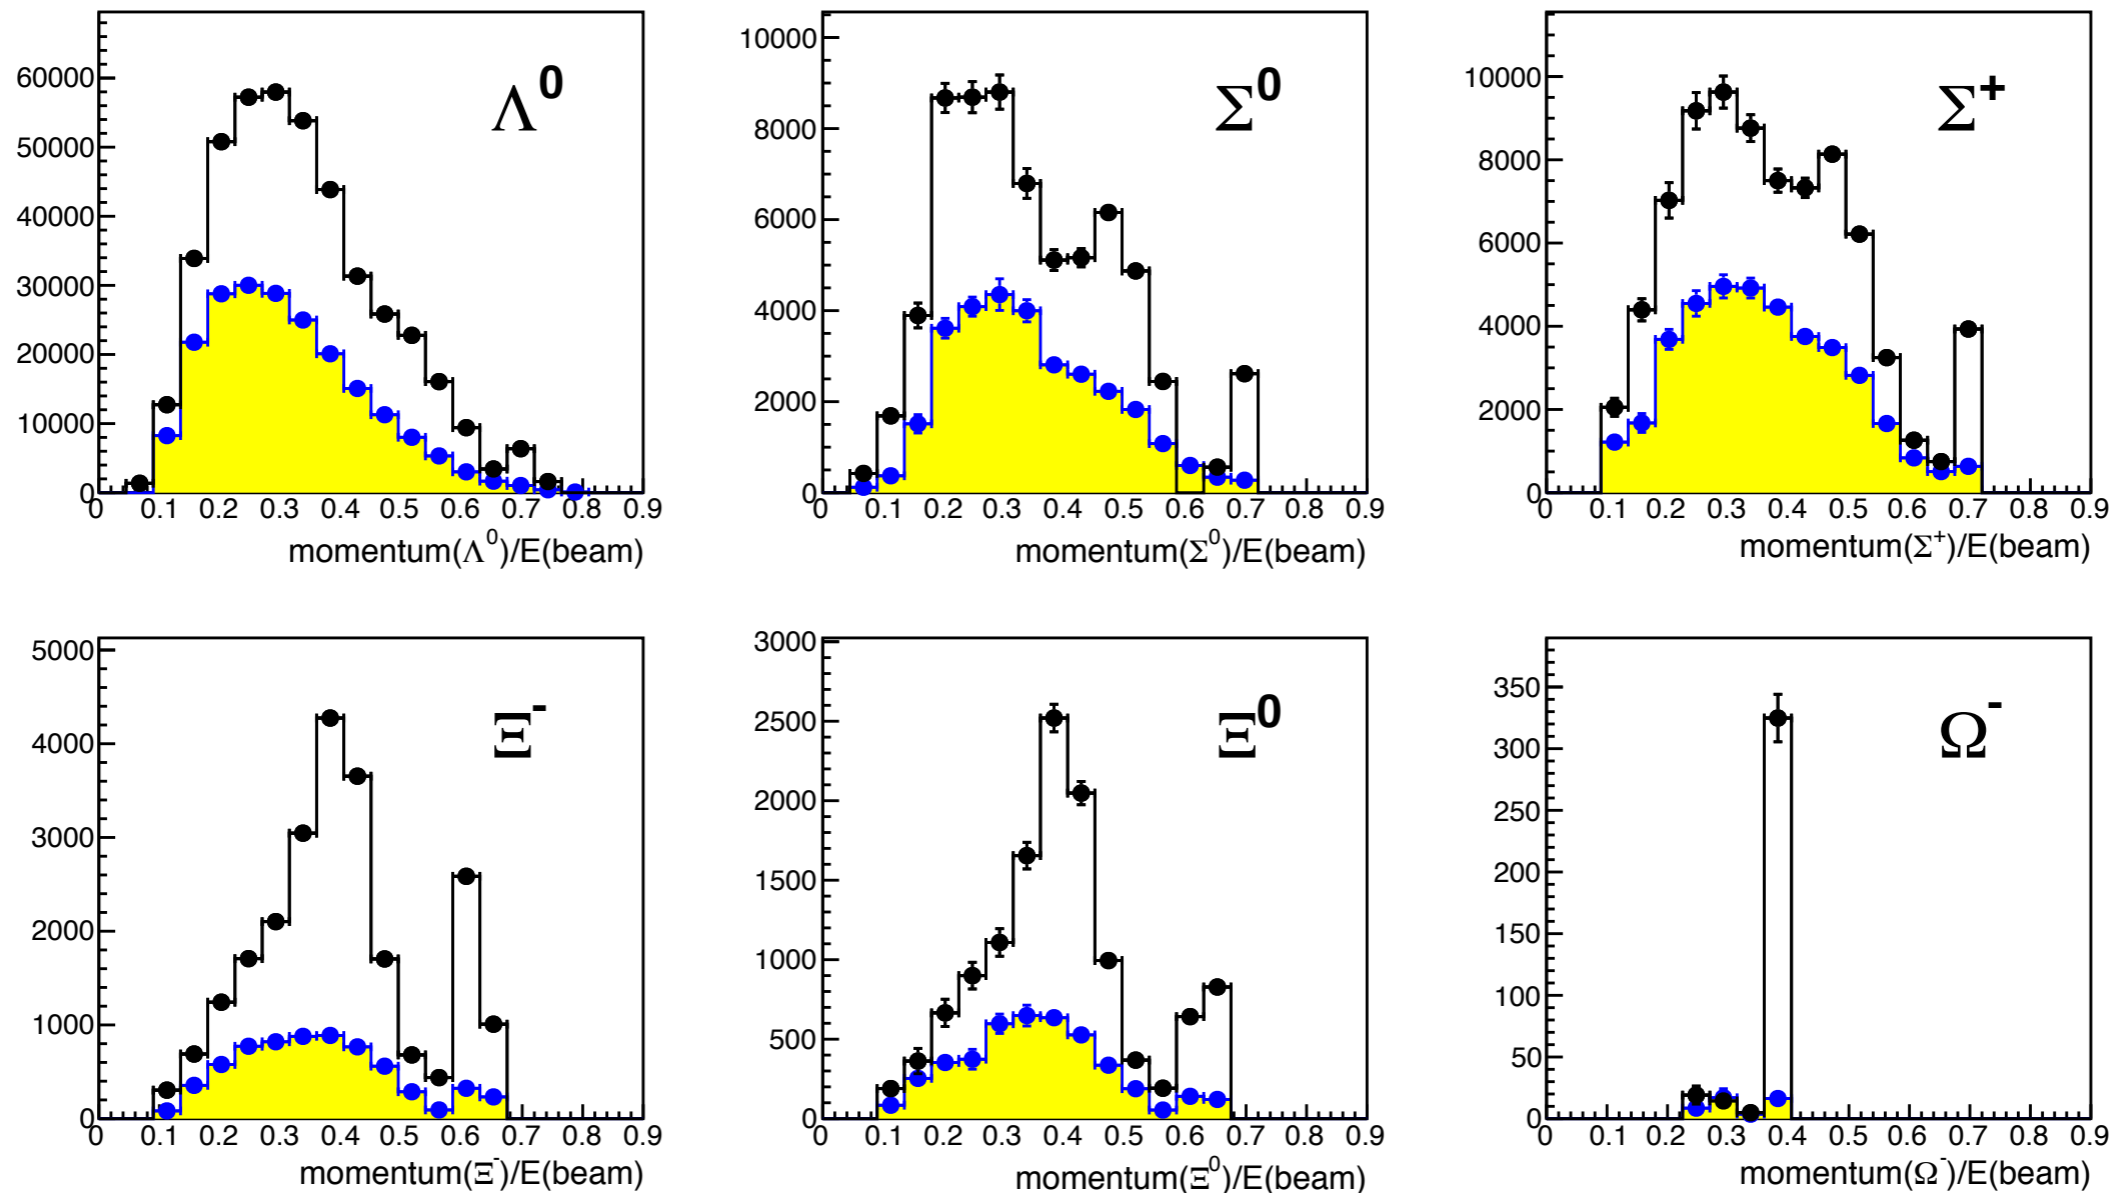 Λ⁰
60000
50000
40000
30000
20000
10000
0
0 0.1 0.2 0.3 0.4 0.5 0.6 0.7 0.8 0.9
momentum(Λ⁰)/E(beam)
Σ⁰
10000
8000
6000
4000
2000
0
0 0.1 0.2 0.3 0.4 0.5 0.6 0.7 0.8 0.9
momentum(Σ⁰)/E(beam)
Σ⁺
10000
8000
6000
4000
2000
0
0 0.1 0.2 0.3 0.4 0.5 0.6 0.7 0.8 0.9
momentum(Σ⁺)/E(beam)
Ξ⁻
5000
4000
3000
2000
1000
0
0 0.1 0.2 0.3 0.4 0.5 0.6 0.7 0.8 0.9
momentum(Ξ⁻)/E(beam)
Ξ⁰
3000
2500
2000
1500
1000
500
0
0 0.1 0.2 0.3 0.4 0.5 0.6 0.7 0.8 0.9
momentum(Ξ⁰)/E(beam)
Ω⁻
350
300
250
200
150
100
50
0
0 0.1 0.2 0.3 0.4 0.5 0.6 0.7 0.8 0.9
momentum(Ω⁻)/E(beam)